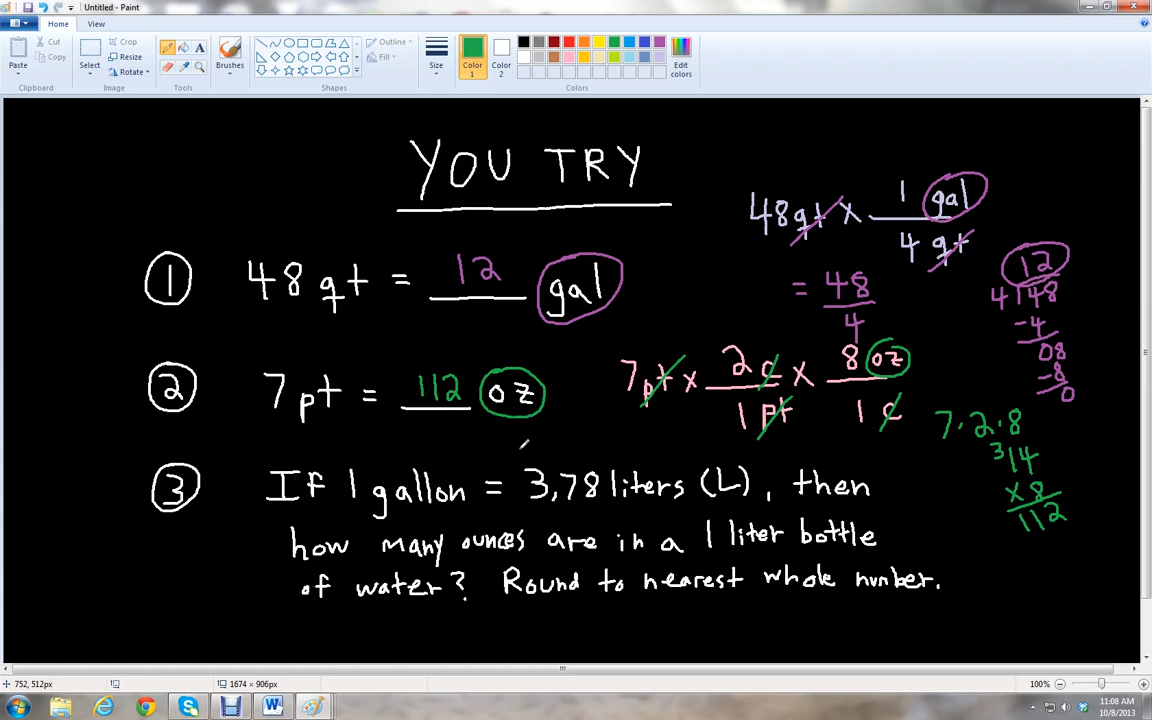 Untitled - Paint
Home View
Cut
Copy
Paste
Clipboard
Select
Crop
Resize
Rotate
Image
A
Tools
Brushes
Shapes
Outline
Fill
Size
Color 1
Color 2
Colors
Edit colors
YOU TRY
1 48 qt = 12 gal
48 qt x 1 gal
4 qt
= 48
4
12
4 48
-4
08
-8
0
2 7 pt = 112 oz
7 pt x 2 c x 8 oz
1 pt 1 c
7 · 2 · 8
3 14
x 8
112
3 If 1 gallon = 3.78 liters (L), then
how many ounces are in a 1 liter bottle
of water? Round to nearest whole number.
752, 512px
1674 × 906px
100%
11:08 AM
10/8/2013